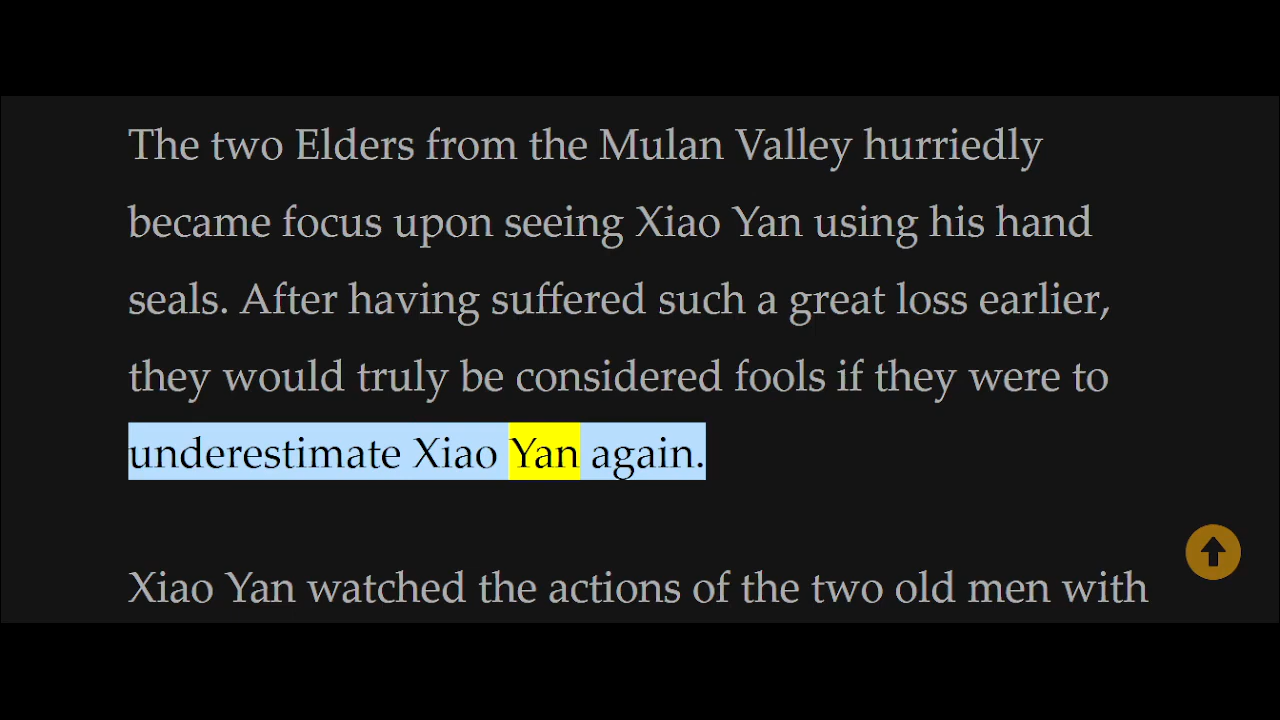 The two Elders from the Mulan Valley hurriedly
became focus upon seeing Xiao Yan using his hand
seals. After having suffered such a great loss earlier,
they would truly be considered fools if they were to
underestimate Xiao Yan again.
Xiao Yan watched the actions of the two old men with